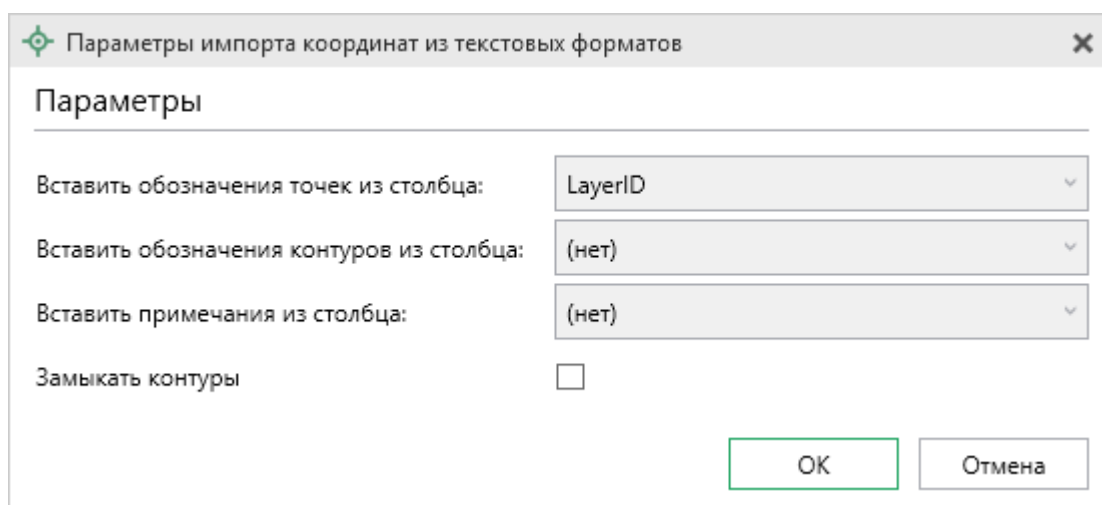 Параметры импорта координат из текстовых форматов
Параметры
Вставить обозначения точек из столбца: LayerID
Вставить обозначения контуров из столбца: (нет)
Вставить примечания из столбца: (нет)
Замыкать контуры
OK Отмена